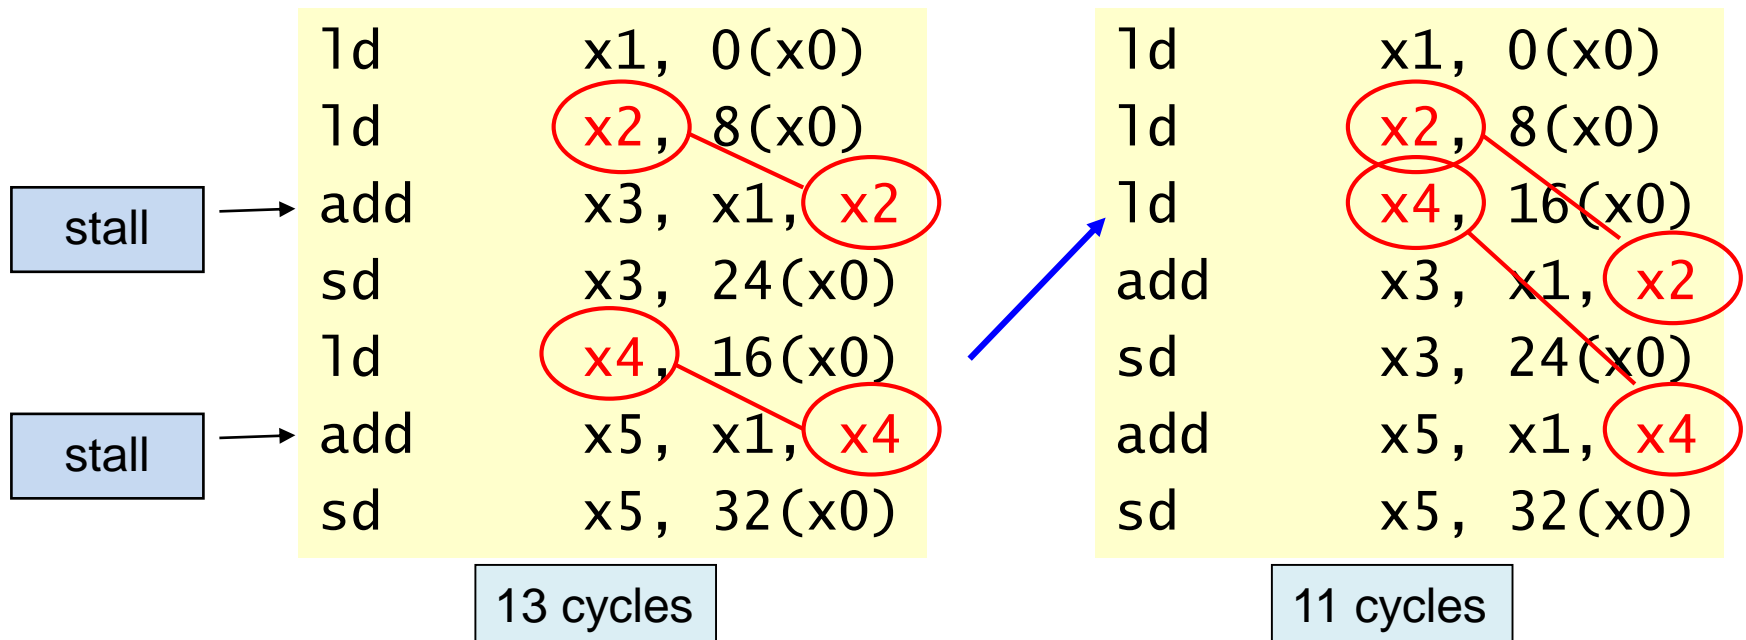 ld x1, 0(x0)
ld x2, 8(x0)
stall
add x3, x1, x2
sd x3, 24(x0)
ld x4, 16(x0)
stall
add x5, x1, x4
sd x5, 32(x0)
13 cycles
ld x1, 0(x0)
ld x2, 8(x0)
ld x4, 16(x0)
add x3, x1, x2
sd x3, 24(x0)
add x5, x1, x4
sd x5, 32(x0)
11 cycles